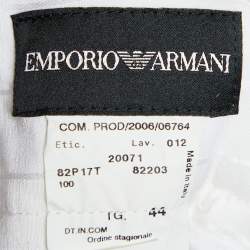 EMPORIO ARMANI
COM. PROD/2006/06764
Etic. Lav. 012
20071
82P17T 82203
100
Made in Italy
IG. 44
DT.IN.COM
Ordine stagionale